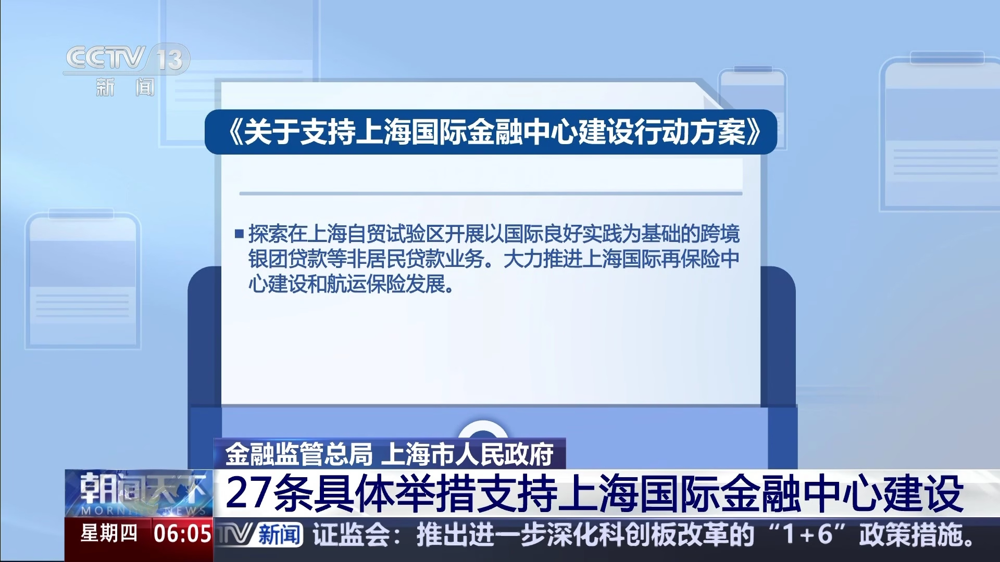 CCTV 13
新闻
《关于支持上海国际金融中心建设行动方案》
▪探索在上海自贸试验区开展以国际良好实践为基础的跨境
银团贷款等非居民贷款业务。大力推进上海国际再保险中
心建设和航运保险发展。
金融监管总局 上海市人民政府
朝闻天下
MORNING NEWS
27条具体举措支持上海国际金融中心建设
星期四 06:05
TV新闻 证监会：推出进一步深化科创板改革的“1+6”政策措施。